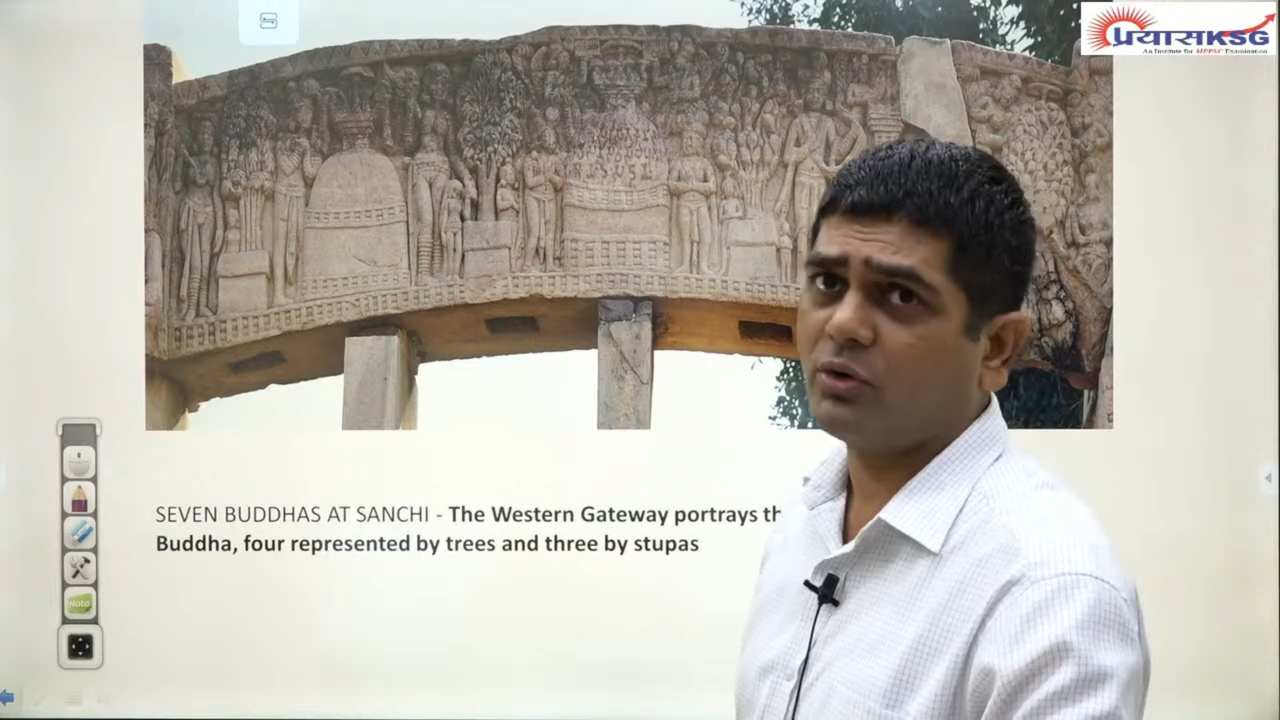 प्रयासKSG
An Institute for MPPSC Examination
SEVEN BUDDHAS AT SANCHI - The Western Gateway portrays
Buddha, four represented by trees and three by stupas
Note